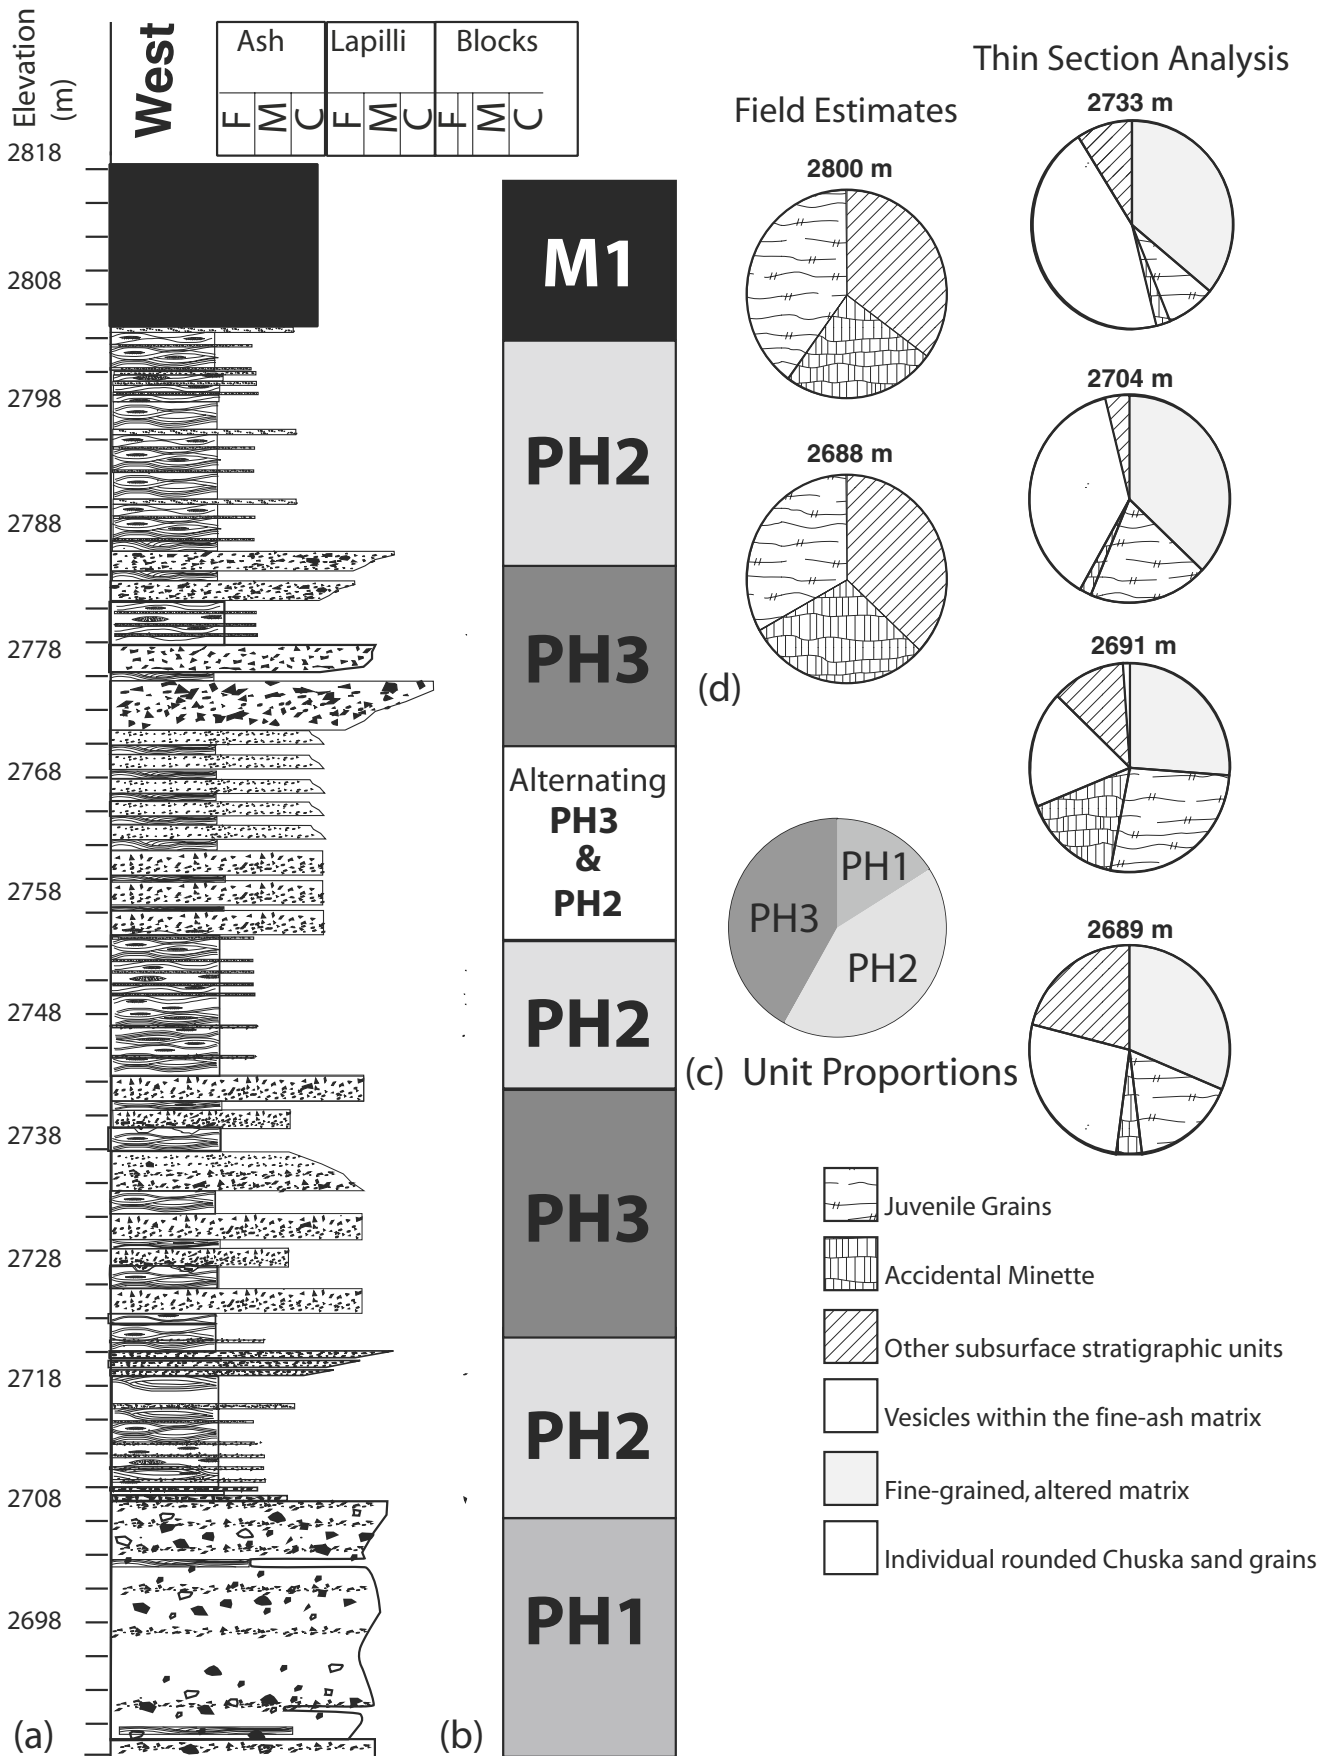 Elevation
(m)
West
Ash
Lapilli
Blocks
F
M
C
F
M
C
F
M
C
2818
2808
2798
2788
2778
2768
2758
2748
2738
2728
2718
2708
2698
(a)
M1
PH2
PH3
Alternating
PH3
&
PH2
PH2
PH3
PH2
PH1
(b)
Field Estimates
2800 m
2688 m
(d)
Thin Section Analysis
2733 m
2704 m
2691 m
2689 m
PH1
PH3
PH2
(c) Unit Proportions
Juvenile Grains
Accidental Minette
Other subsurface stratigraphic units
Vesicles within the fine-ash matrix
Fine-grained, altered matrix
Individual rounded Chuska sand grains